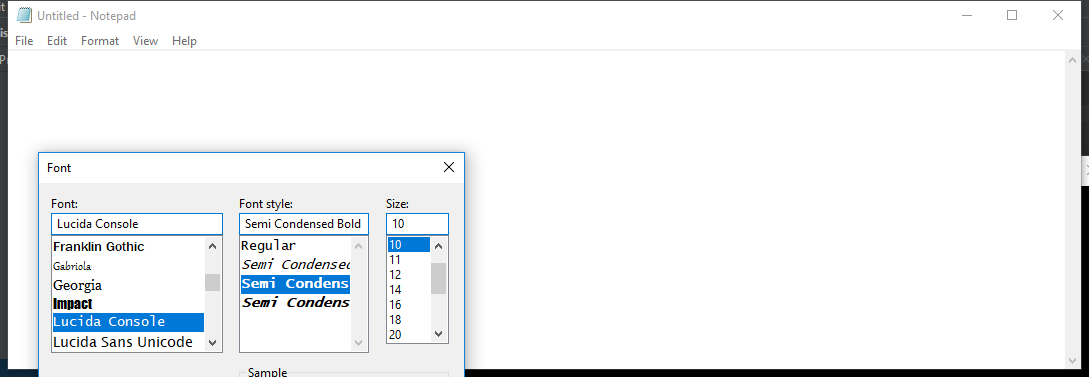 Untitled - Notepad
File Edit Format View Help
Font
Font: Font style: Size:
Lucida Console Semi Condensed Bold 10
Franklin Gothic Regular 10
Gabriola Semi Condensed 11
Georgia Semi Condens 12
Impact Semi Condens 14
Lucida Console 16
Lucida Sans Unicode 18
20
Sample